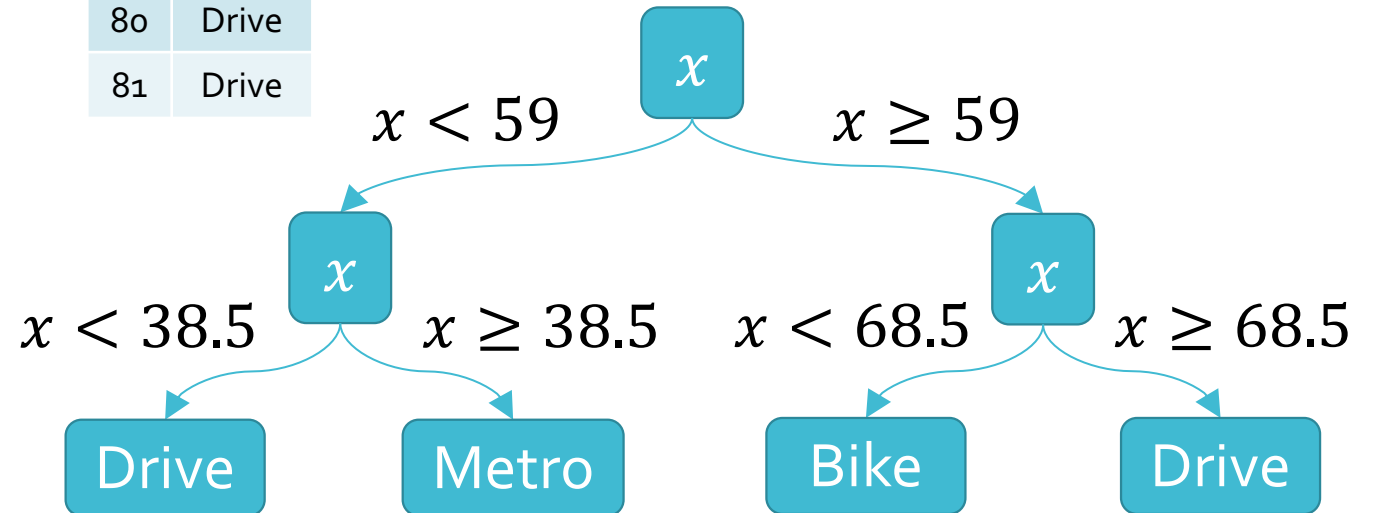 80 Drive
81 Drive
x
x < 59 x ≥ 59
x x
x < 38.5 x ≥ 38.5 x < 68.5 x ≥ 68.5
Drive Metro Bike Drive